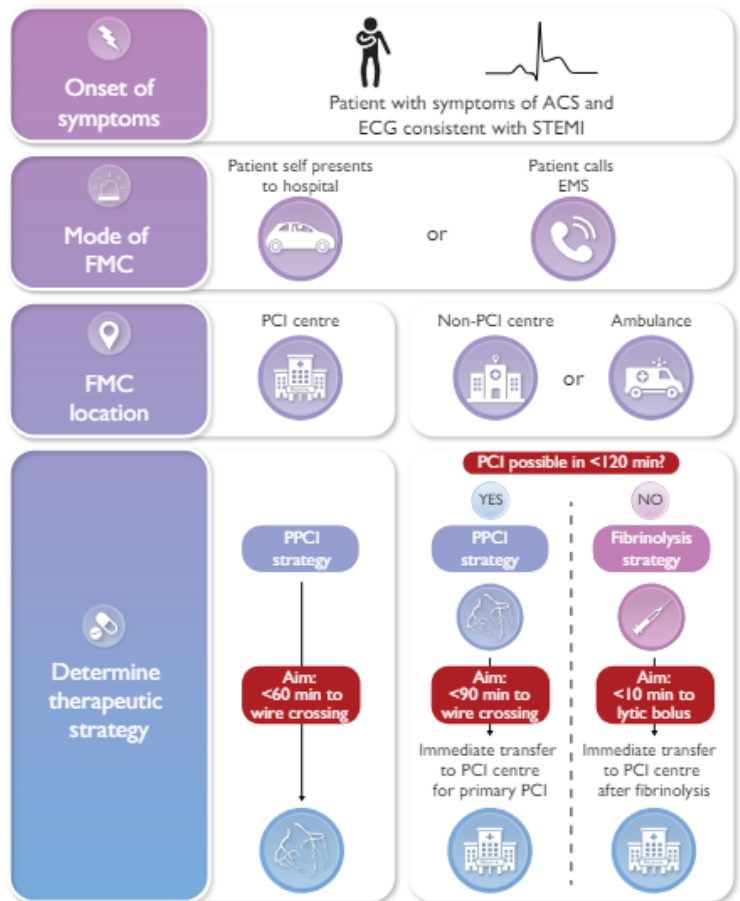 Onset of
symptoms
Patient with symptoms of ACS and
ECG consistent with STEMI
Mode of
FMC
Patient self presents
to hospital
or
Patient calls
EMS
FMC
location
PCI centre
Non-PCI centre
or
Ambulance
Determine
therapeutic
strategy
PPCI
strategy
Aim:
<60 min to
wire crossing
PCI possible in <120 min?
YES
PPCI
strategy
Aim:
<90 min to
wire crossing
Immediate transfer
to PCI centre
for primary PCI
NO
Fibrinolysis
strategy
Aim:
<10 min to
lytic bolus
Immediate transfer
to PCI centre
after fibrinolysis